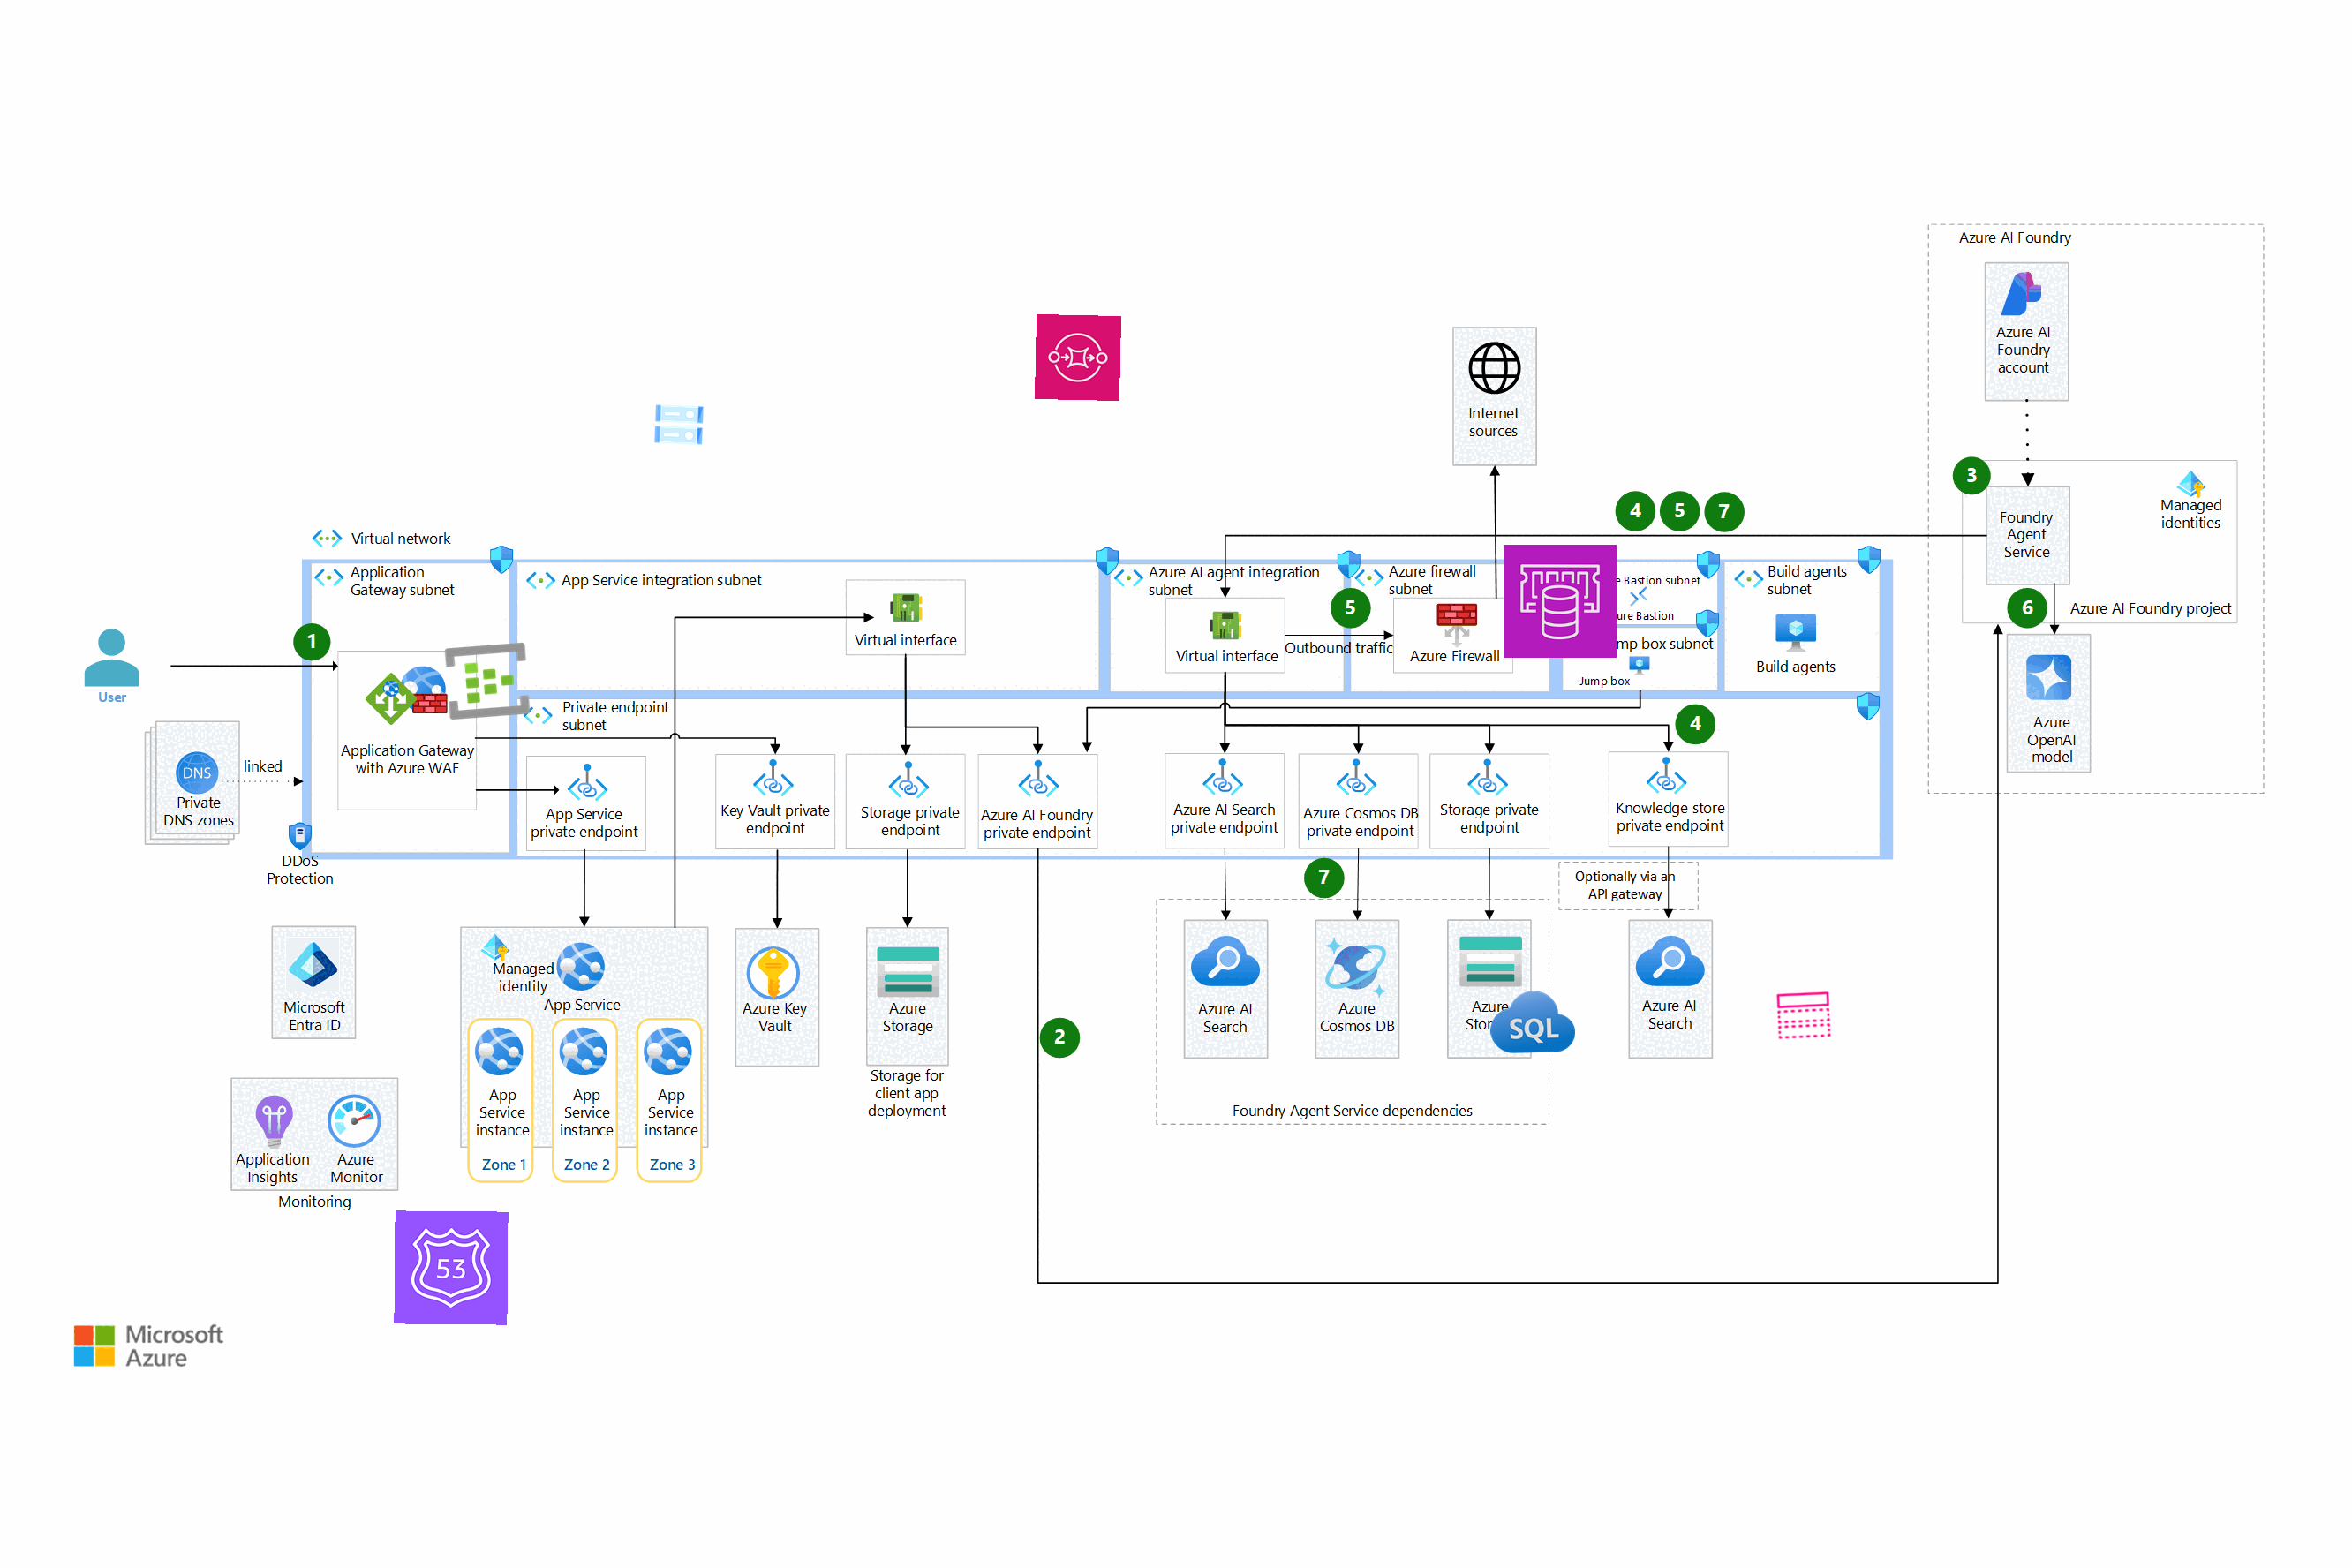 Azure AI Foundry
Azure AI
Foundry
account
Internet
sources
3
Managed
identities
4
5
7
Foundry
Agent
Service
Virtual network
Application
Gateway subnet
App Service integration subnet
Azure AI agent integration
subnet
Azure firewall
subnet
Bastion subnet
Build agents
subnet
5
6
Azure AI Foundry project
Bastion
1
Virtual interface
Virtual interface
Outbound traffic
Azure Firewall
box subnet
Build agents
Jump box
User
Private endpoint
subnet
4
Azure
OpenAI
model
Application Gateway
with Azure WAF
linked
DNS
Private
DNS zones
App Service
private endpoint
Key Vault private
endpoint
Storage private
endpoint
Azure AI Foundry
private endpoint
Azure AI Search
private endpoint
Azure Cosmos DB
private endpoint
Storage private
endpoint
Knowledge store
private endpoint
DDoS
Protection
7
Optionally via an
API gateway
Microsoft
Entra ID
Managed
identity
App Service
Azure Key
Vault
Azure
Storage
2
Azure AI
Search
Azure
Cosmos DB
Azure
SQL
Azure AI
Search
Storage for
client app
deployment
App
Service
instance
App
Service
instance
App
Service
instance
Foundry Agent Service dependencies
Zone 1
Zone 2
Zone 3
Application
Insights
Azure
Monitor
Monitoring
53
Microsoft
Azure